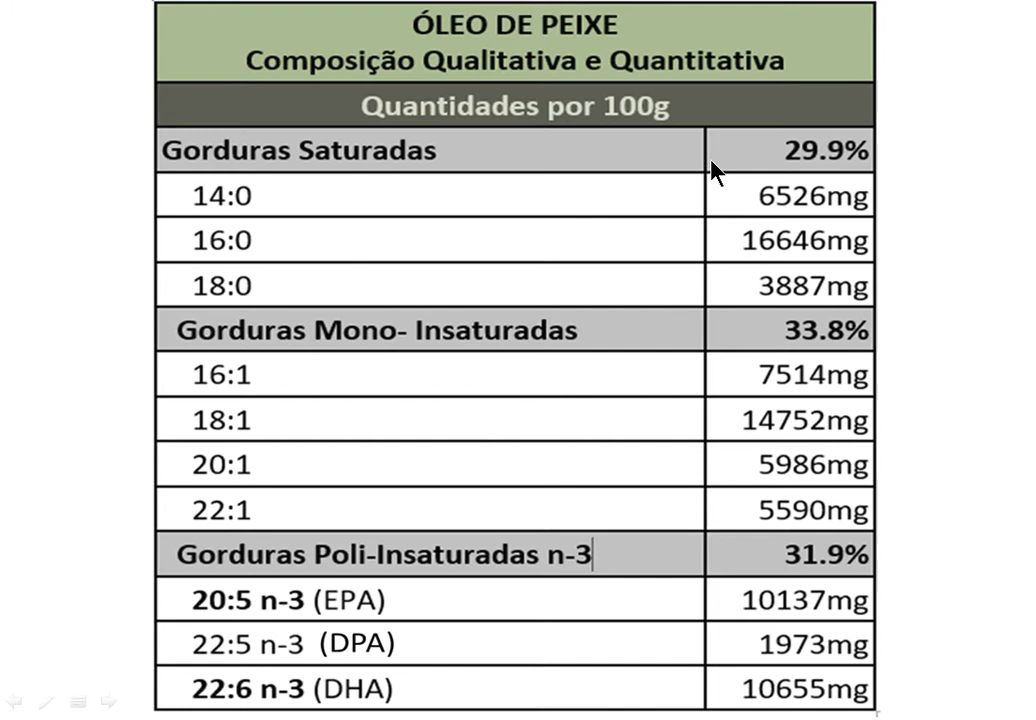 ÓLEO DE PEIXE
Composição Qualitativa e Quantitativa
Quantidades por 100g
Gorduras Saturadas 29.9%
14:0 6526mg
16:0 16646mg
18:0 3887mg
Gorduras Mono- Insaturadas 33.8%
16:1 7514mg
18:1 14752mg
20:1 5986mg
22:1 5590mg
Gorduras Poli-Insaturadas n-3 31.9%
20:5 n-3 (EPA) 10137mg
22:5 n-3 (DPA) 1973mg
22:6 n-3 (DHA) 10655mg